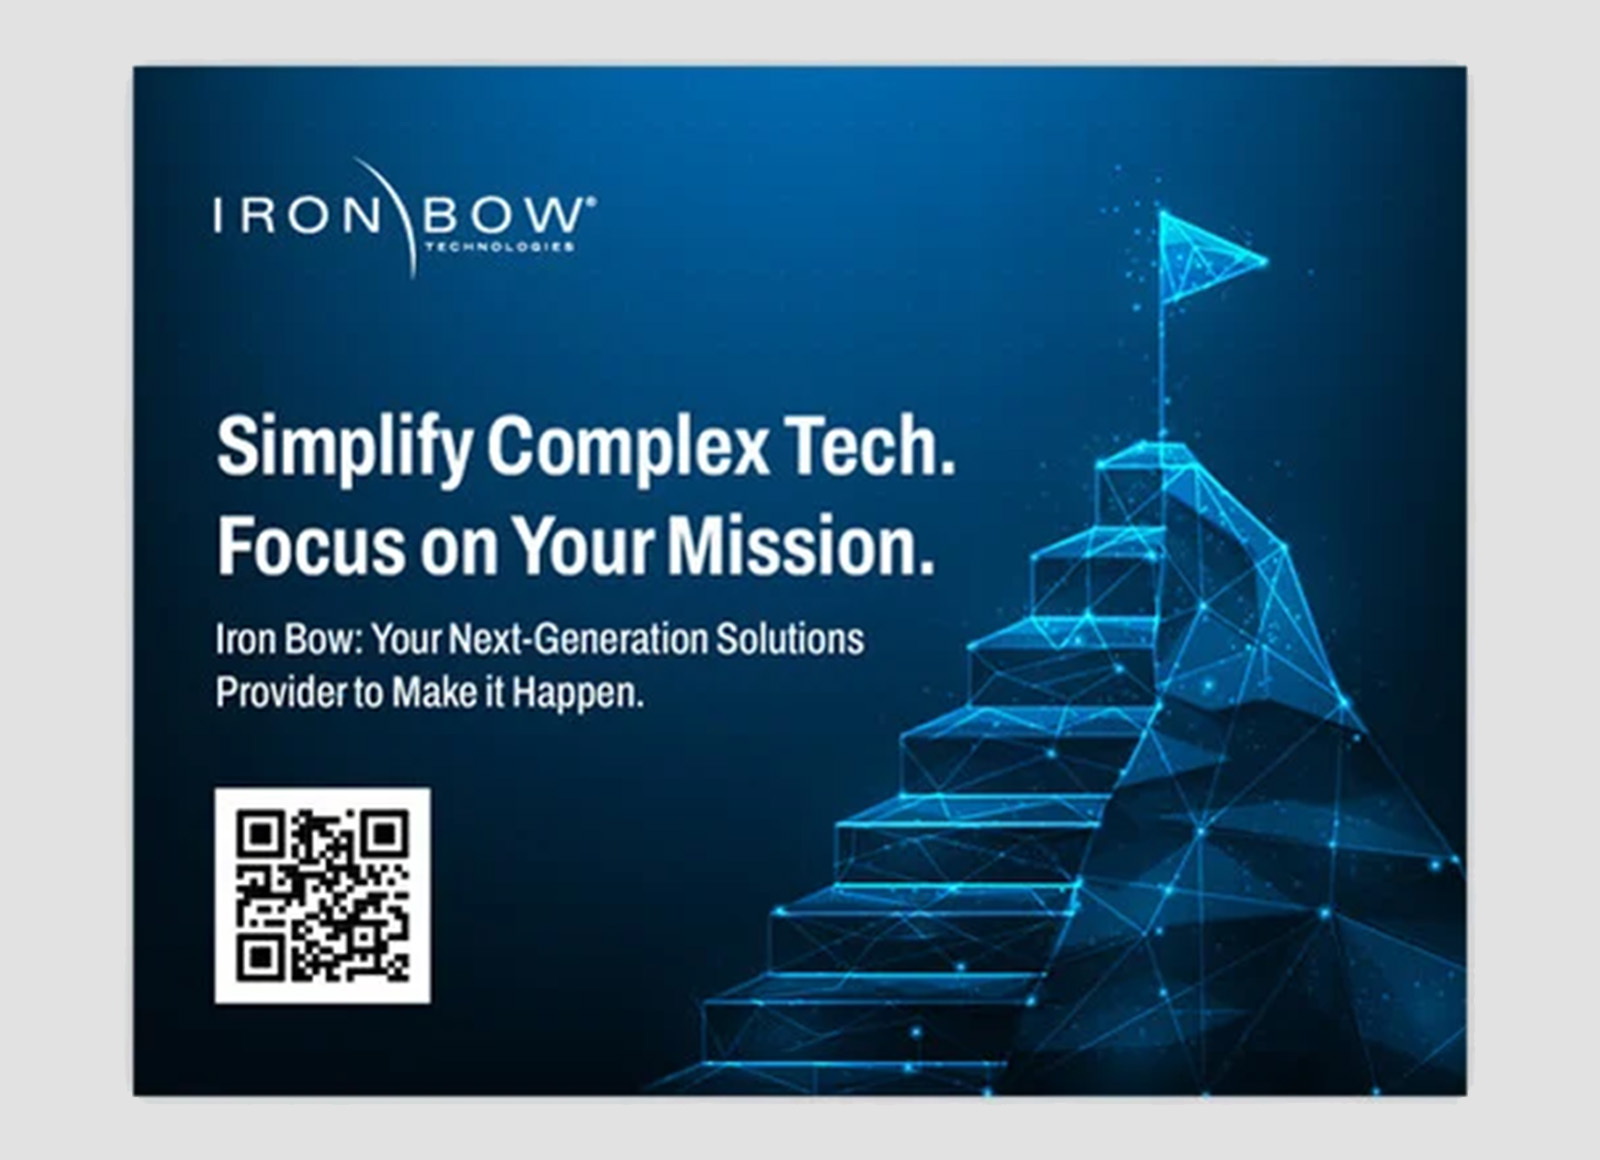 IRON BOW®
TECHNOLOGIES
Simplify Complex Tech.
Focus on Your Mission.
Iron Bow: Your Next-Generation Solutions
Provider to Make it Happen.